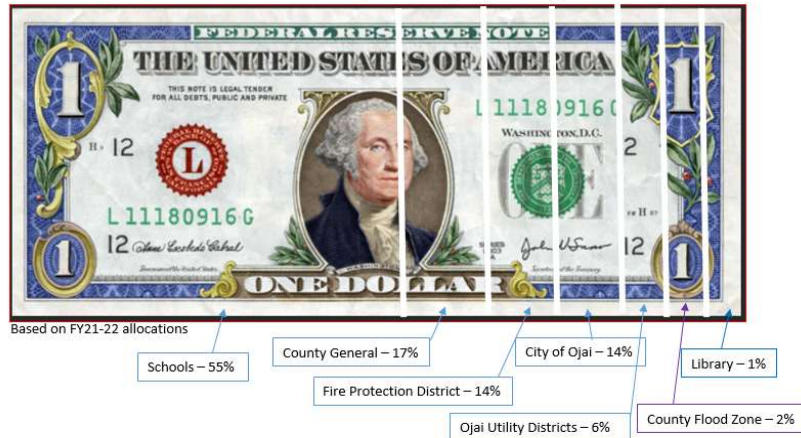 FEDERAL RESERVE NOTE
THE UNITED STATES OF AMERICA
THIS NOTE IS LEGAL TENDER
FOR ALL DEBTS, PUBLIC AND PRIVATE
L 11180916 G
WASHINGTON, D.C.
1
1
12
L
ONE
2
L 11180916 G
12
12
1
1
ONE DOLLAR
Based on FY21-22 allocations
Schools – 55%
County General – 17%
City of Ojai – 14%
Library – 1%
Fire Protection District – 14%
Ojai Utility Districts – 6%
County Flood Zone – 2%